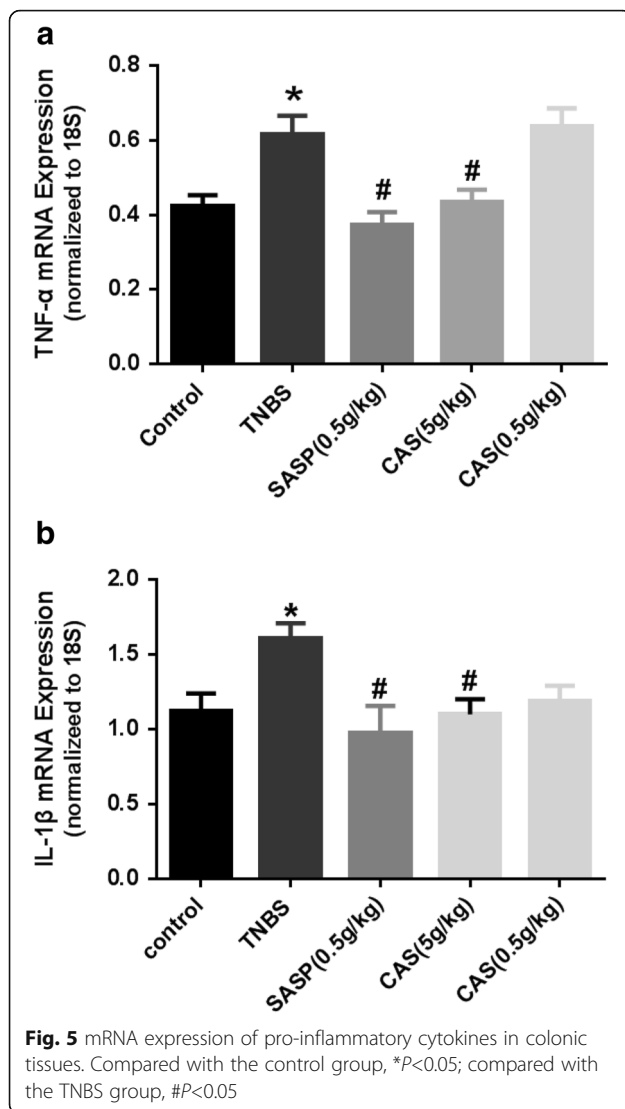 a
TNF-α mRNA Expression
(normalizeed to 18S)
0.8
0.6
0.4
0.2
0.0
*
#
#
Control
TNBS
SASP(0.5g/kg)
CAS(5g/kg)
CAS(0.5g/kg)
b
IL-1β mRNA Expression
(normalizeed to 18S)
2.0
1.5
1.0
0.5
0.0
*
#
#
control
TNBS
SASP(0.5g/kg)
CAS(5g/kg)
CAS(0.5g/kg)
Fig. 5 mRNA expression of pro-inflammatory cytokines in colonic
tissues. Compared with the control group, *P<0.05; compared with
the TNBS group, #P<0.05